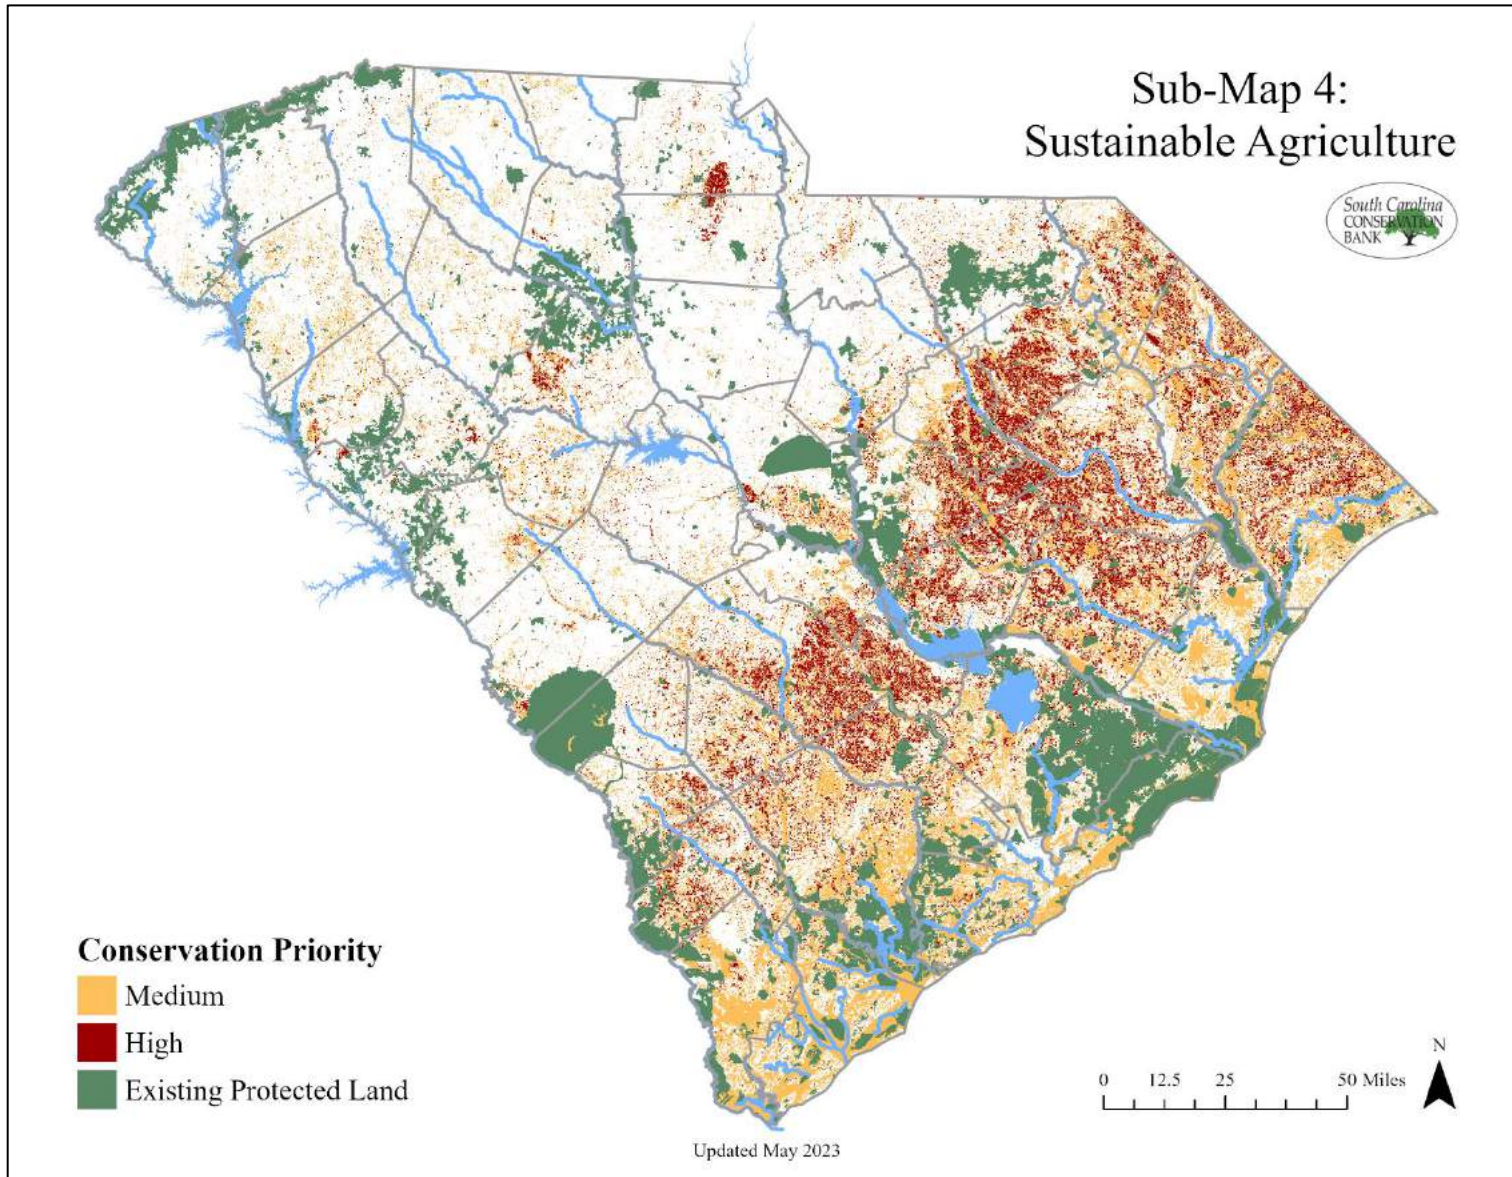 Sub-Map 4:
Sustainable Agriculture
South Carolina
CONSERVATION
BANK
Conservation Priority
Medium
High
Existing Protected Land
0 12.5 25 50 Miles
N
Updated May 2023